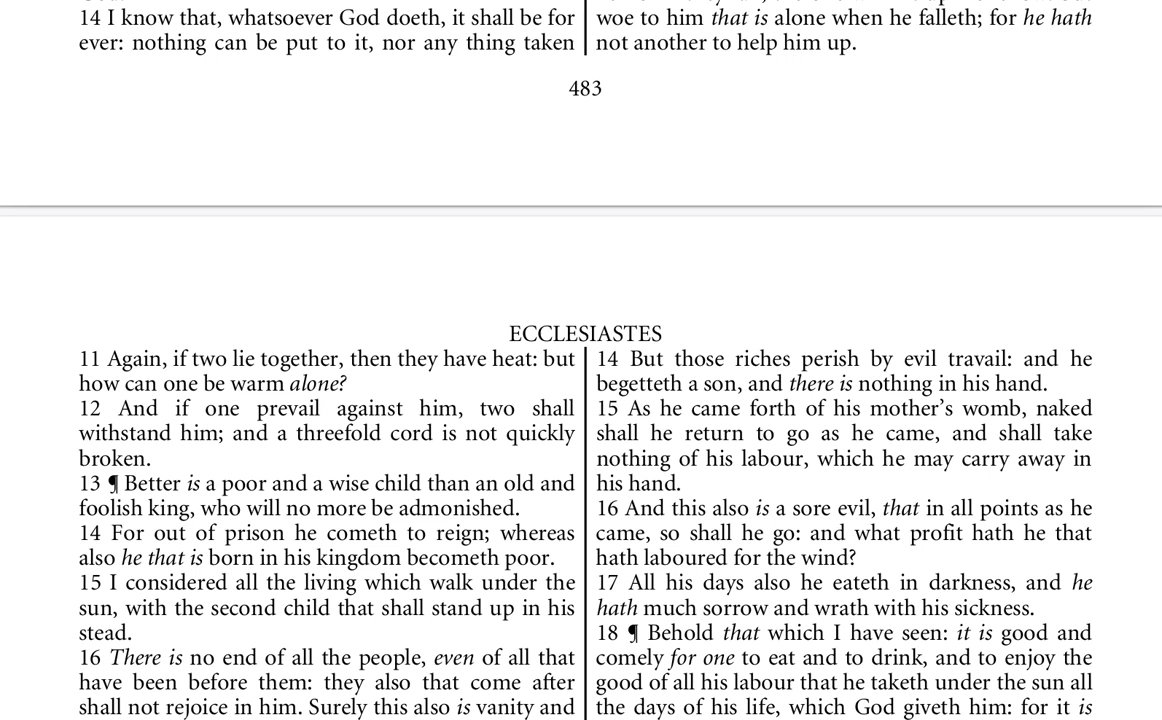 14 I know that, whatsoever God doeth, it shall be for
ever: nothing can be put to it, nor any thing taken
woe to him that is alone when he falleth; for he hath
not another to help him up.
483
ECCLESIASTES
11 Again, if two lie together, then they have heat: but
how can one be warm alone?
12 And if one prevail against him, two shall
withstand him; and a threefold cord is not quickly
broken.
13 ¶ Better is a poor and a wise child than an old and
foolish king, who will no more be admonished.
14 For out of prison he cometh to reign; whereas
also he that is born in his kingdom becometh poor.
15 I considered all the living which walk under the
sun, with the second child that shall stand up in his
stead.
16 There is no end of all the people, even of all that
have been before them: they also that come after
shall not rejoice in him. Surely this also is vanity and
14 But those riches perish by evil travail: and he
begetteth a son, and there is nothing in his hand.
15 As he came forth of his mother’s womb, naked
shall he return to go as he came, and shall take
nothing of his labour, which he may carry away in
his hand.
16 And this also is a sore evil, that in all points as he
came, so shall he go: and what profit hath he that
hath laboured for the wind?
17 All his days also he eateth in darkness, and he
hath much sorrow and wrath with his sickness.
18 ¶ Behold that which I have seen: it is good and
comely for one to eat and to drink, and to enjoy the
good of all his labour that he taketh under the sun all
the days of his life, which God giveth him: for it is